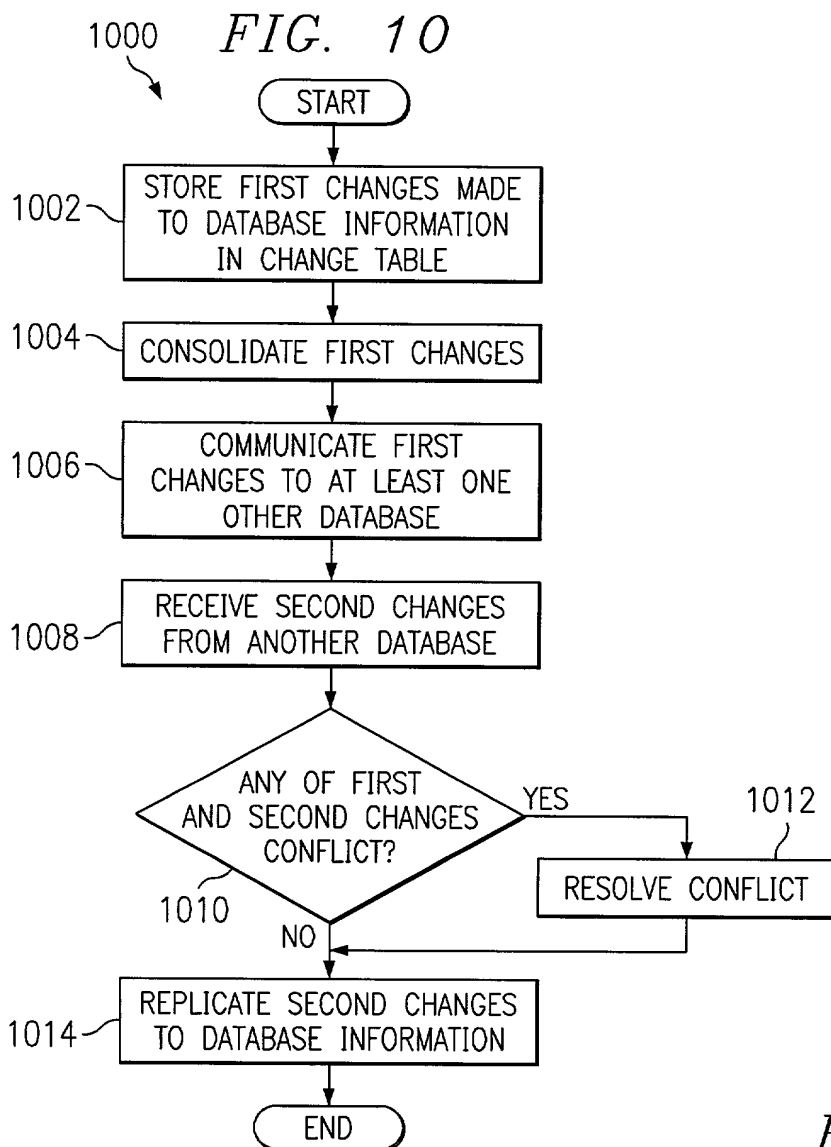 1000
FIG. 10
START
1002
STORE FIRST CHANGES MADE
TO DATABASE INFORMATION
IN CHANGE TABLE
1004
CONSOLIDATE FIRST CHANGES
1006
COMMUNICATE FIRST
CHANGES TO AT LEAST ONE
OTHER DATABASE
1008
RECEIVE SECOND CHANGES
FROM ANOTHER DATABASE
ANY OF FIRST
AND SECOND CHANGES
CONFLICT?
YES
1010
1012
RESOLVE CONFLICT
NO
1014
REPLICATE SECOND CHANGES
TO DATABASE INFORMATION
END